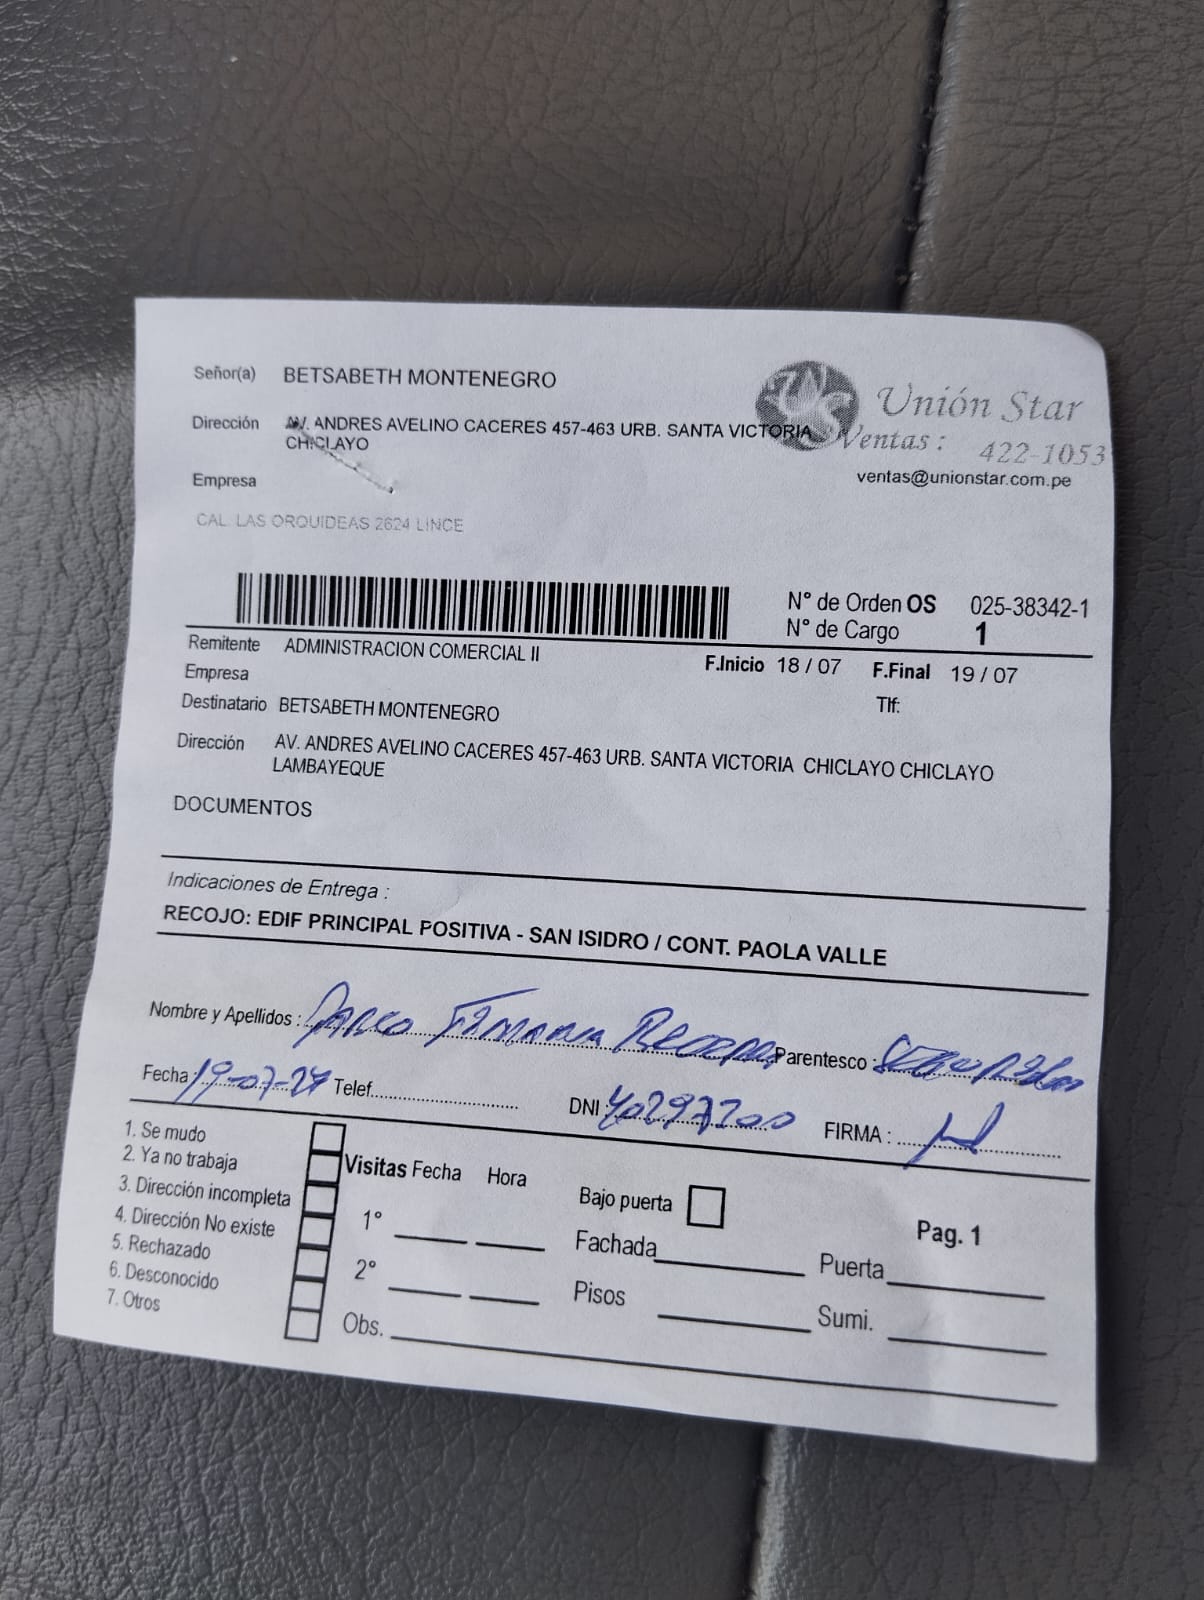 Señor(a) BETSABETH MONTENEGRO
Dirección AV. ANDRES AVELINO CACERES 457-463 URB. SANTA VICTORIA
CHICLAYO
Unión Star
Ventas : 422-1053
ventas@unionstar.com.pe
Empresa
CAL. LAS ORQUIDEAS 2624 LINCE
N° de Orden OS 025-38342-1
N° de Cargo 1
Remitente ADMINISTRACION COMERCIAL II
F.Inicio 18 / 07 F.Final 19 / 07
Empresa
Tlf:
Destinatario BETSABETH MONTENEGRO
Dirección AV. ANDRES AVELINO CACERES 457-463 URB. SANTA VICTORIA CHICLAYO CHICLAYO
LAMBAYEQUE
DOCUMENTOS
Indicaciones de Entrega :
RECOJO: EDIF PRINCIPAL POSITIVA - SAN ISIDRO / CONT. PAOLA VALLE
Nombre y Apellidos : Parentesco :
Fecha 19-07-24 Telef. DNI: 40297200 FIRMA :
1. Se mudo
2. Ya no trabaja
3. Dirección incompleta
4. Dirección No existe
5. Rechazado
6. Desconocido
7. Otros
Visitas Fecha Hora
1°
2°
Obs.
Bajo puerta
Fachada
Pisos
Pag. 1
Puerta
Sumi.